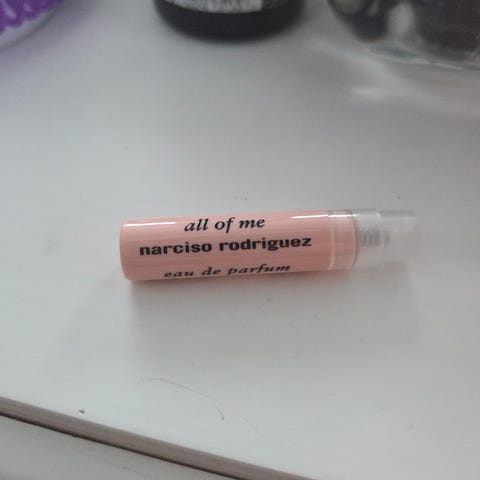 all of me
narciso rodriguez
eau de parfum